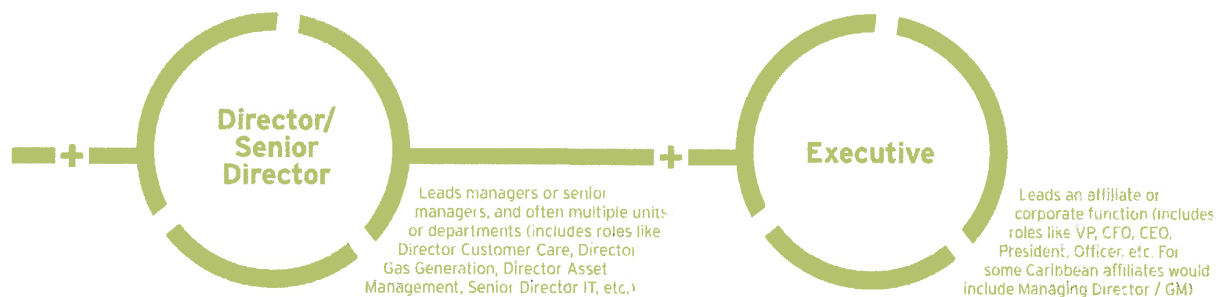 Director/
Senior
Director
Leads managers or senior
managers, and often multiple units
or departments (includes roles like
Director Customer Care, Director
Gas Generation, Director Asset
Management, Senior Director IT, etc.)
Executive
Leads an affiliate or
corporate function (includes
roles like VP, CFO, CEO,
President, Officer, etc. For
some Caribbean affiliates would
include Managing Director / GM)